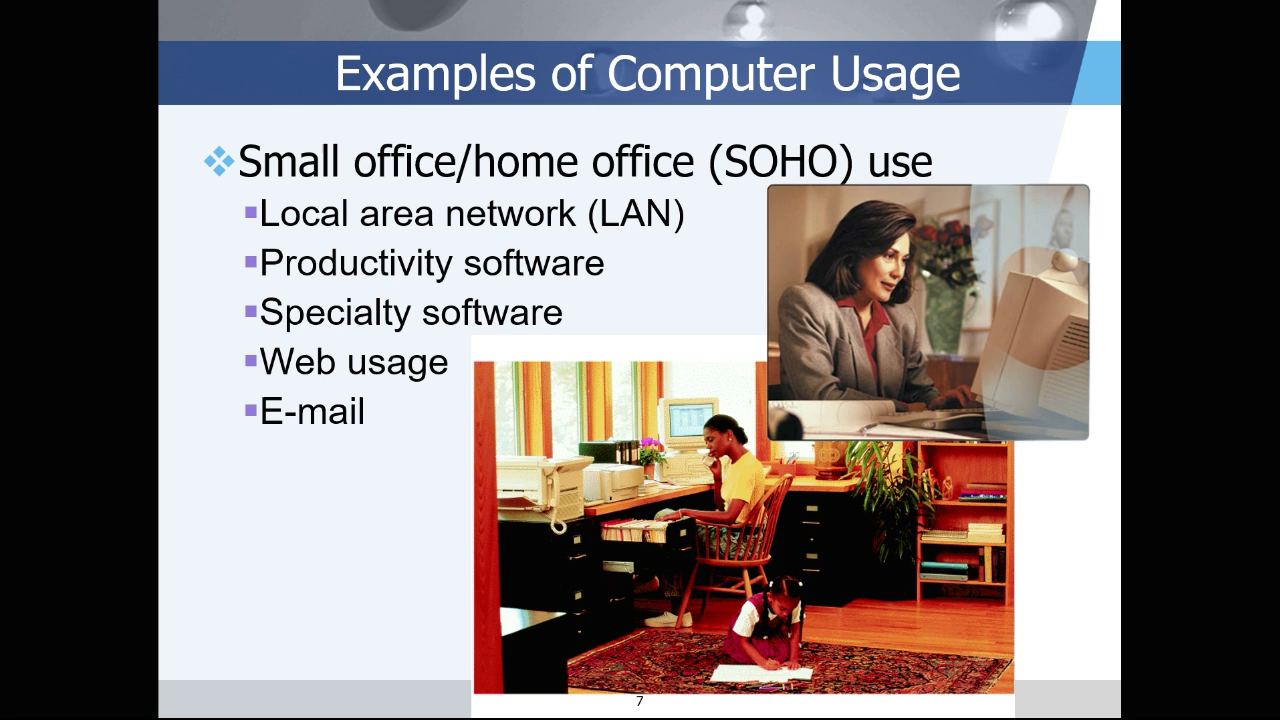 Examples of Computer Usage
Small office/home office (SOHO) use
Local area network (LAN)
Productivity software
Specialty software
Web usage
E-mail
7